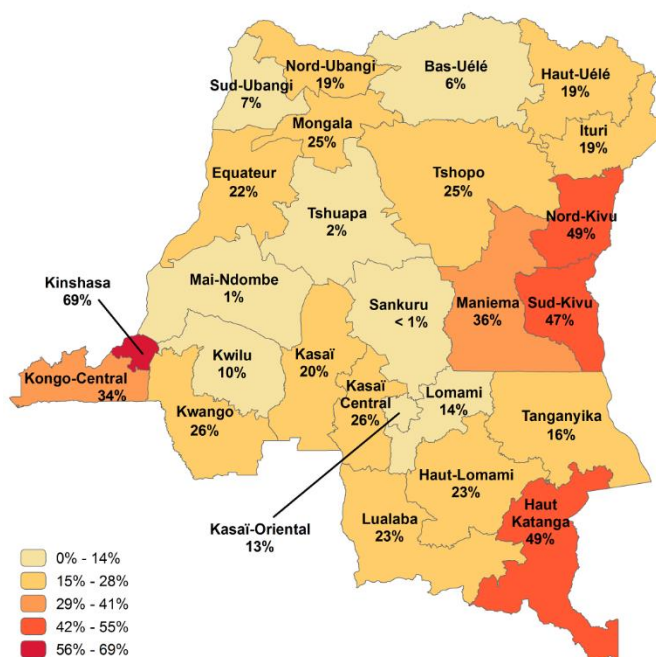 Nord-Ubangi
19%
Bas-Uélé
6%
Haut-Uélé
19%
Sud-Ubangi
7%
Mongala
25%
Ituri
19%
Equateur
22%
Tshopo
25%
Tshuapa
2%
Nord-Kivu
49%
Kinshasa
69%
Mai-Ndombe
1%
Sankuru
< 1%
Maniema
36%
Sud-Kivu
47%
Kongo-Central
34%
Kwilu
10%
Kasaï
20%
Kwango
26%
Kasaï
Central
26%
Lomami
14%
Tanganyika
16%
Kasaï-Oriental
13%
Haut-Lomami
23%
Lualaba
23%
Haut
Katanga
49%
0% - 14%
15% - 28%
29% - 41%
42% - 55%
56% - 69%